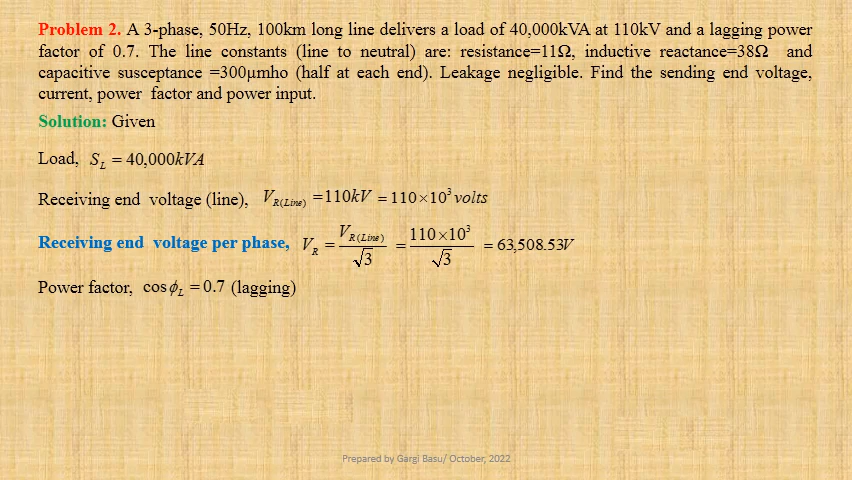 Problem 2. A 3-phase, 50Hz, 100km long line delivers a load of 40,000kVA at 110kV and a lagging power
factor of 0.7. The line constants (line to neutral) are: resistance=11Ω, inductive reactance=38Ω and
capacitive susceptance =300μmho (half at each end). Leakage negligible. Find the sending end voltage,
current, power factor and power input.
Solution: Given
Load, S_L = 40,000kVA
Receiving end voltage (line), V_R(Line) =110kV = 110×10³ volts
Receiving end voltage per phase, V_R = V_R(Line)/√3 = 110×10³/√3 = 63,508.53V
Power factor, cos ϕ_L = 0.7 (lagging)
Prepared by Gargi Basu/ October, 2022